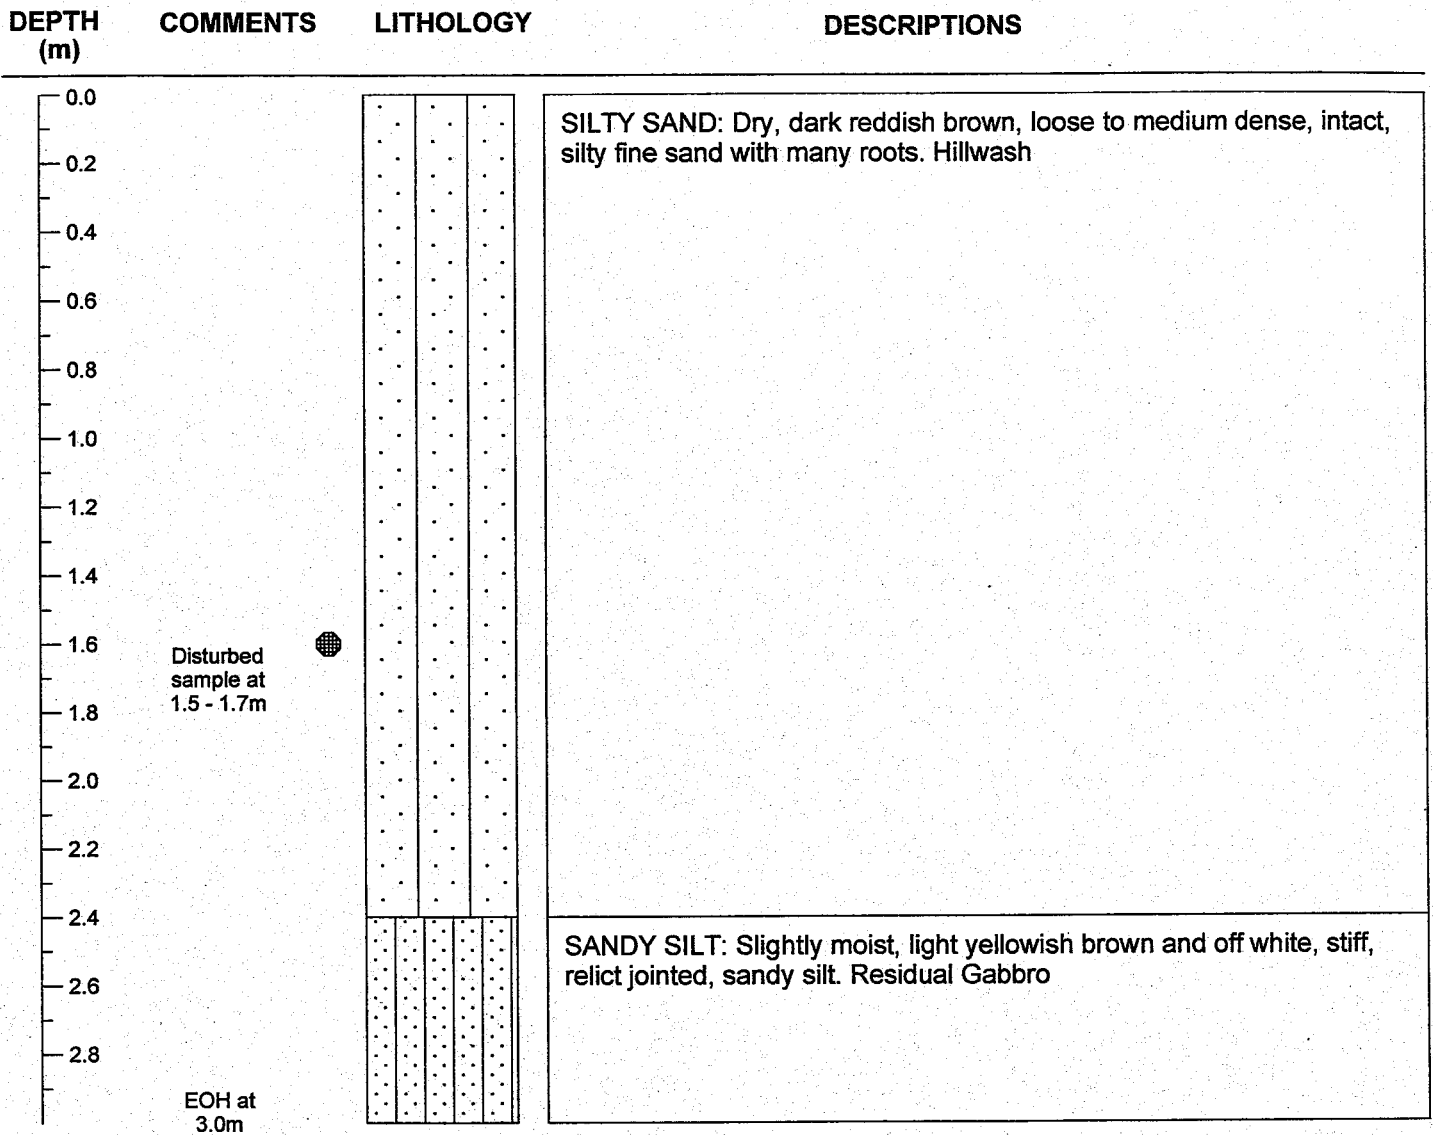 DEPTH COMMENTS LITHOLOGY DESCRIPTIONS
(m)
0.0
SILTY SAND: Dry, dark reddish brown, loose to medium dense, intact,
silty fine sand with many roots. Hillwash
0.2
0.4
0.6
0.8
1.0
1.2
1.4
1.6
Disturbed
sample at
1.5 - 1.7m
1.8
2.0
2.2
2.4
SANDY SILT: Slightly moist, light yellowish brown and off white, stiff,
relict jointed, sandy silt. Residual Gabbro
2.6
2.8
EOH at
3.0m